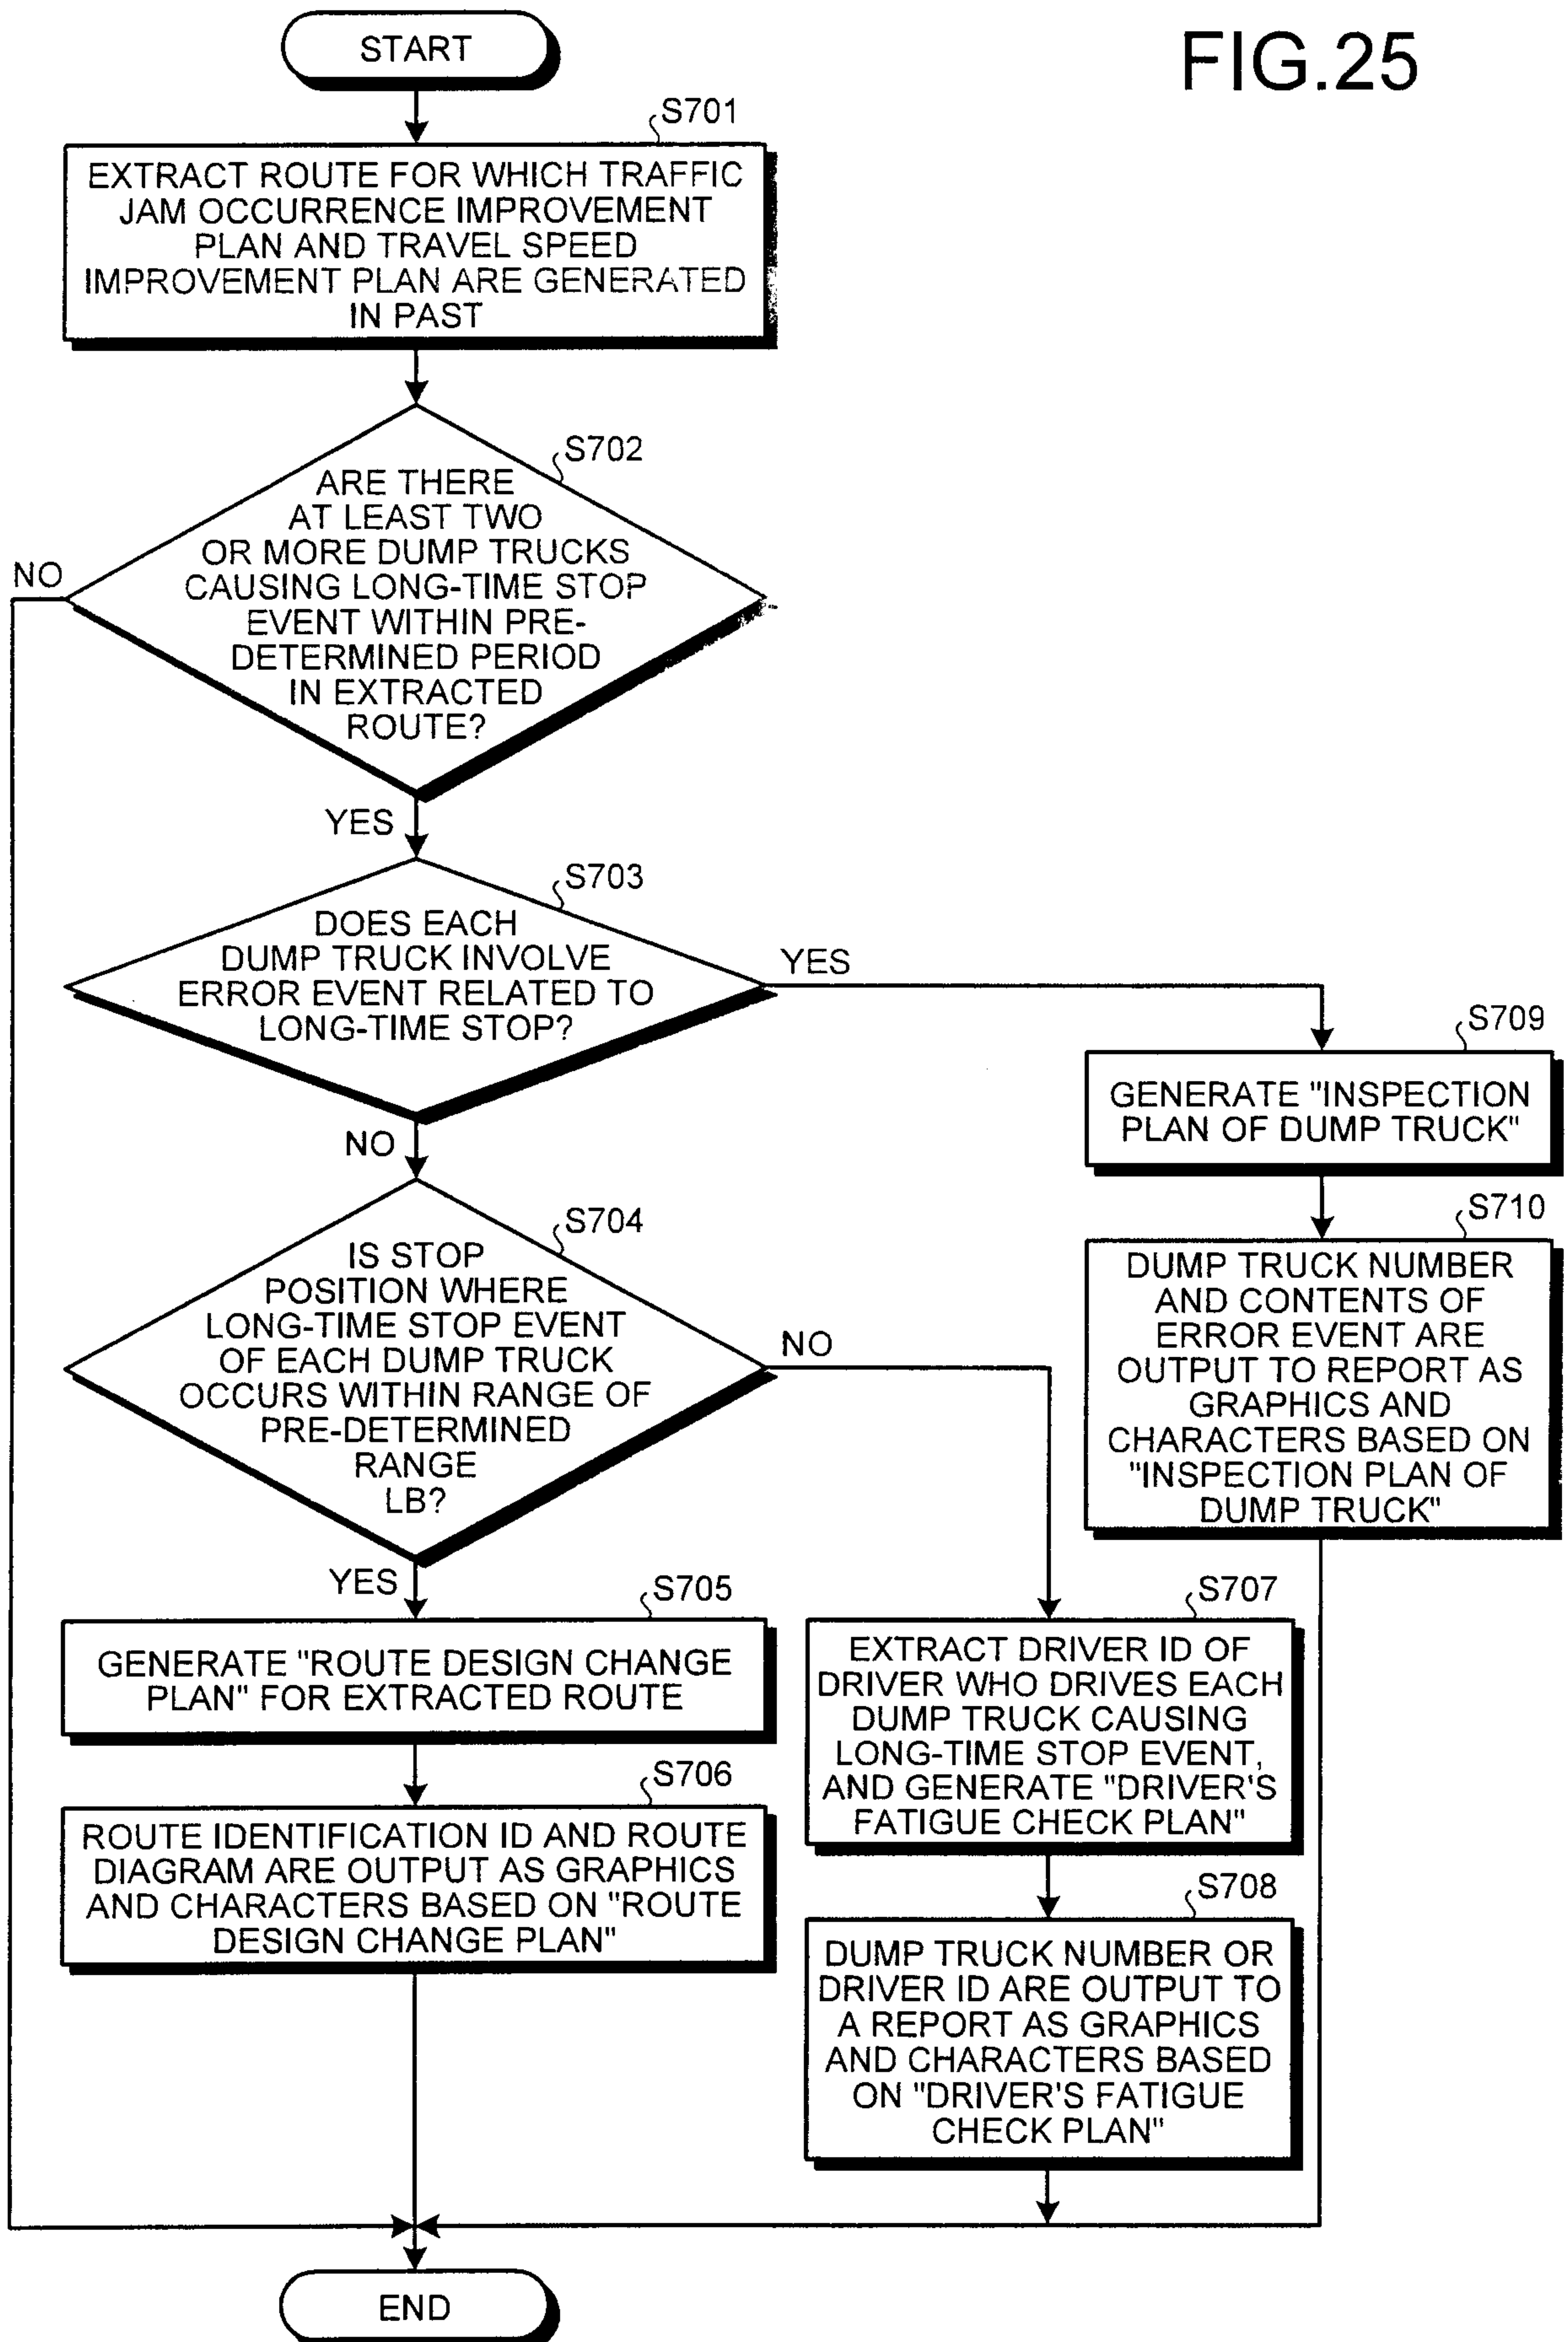 FIG.25
START
S701
EXTRACT ROUTE FOR WHICH TRAFFIC
JAM OCCURRENCE IMPROVEMENT
PLAN AND TRAVEL SPEED
IMPROVEMENT PLAN ARE GENERATED
IN PAST
S702
ARE THERE
AT LEAST TWO
OR MORE DUMP TRUCKS
CAUSING LONG-TIME STOP
EVENT WITHIN PRE-
DETERMINED PERIOD
IN EXTRACTED
ROUTE?
NO
YES
S703
DOES EACH
DUMP TRUCK INVOLVE
ERROR EVENT RELATED TO
LONG-TIME STOP?
YES
NO
S709
GENERATE "INSPECTION
PLAN OF DUMP TRUCK"
S710
DUMP TRUCK NUMBER
AND CONTENTS OF
ERROR EVENT ARE
OUTPUT TO REPORT AS
GRAPHICS AND
CHARACTERS BASED ON
"INSPECTION PLAN OF
DUMP TRUCK"
S704
IS STOP
POSITION WHERE
LONG-TIME STOP EVENT
OF EACH DUMP TRUCK
OCCURS WITHIN RANGE OF
PRE-DETERMINED
RANGE
LB?
NO
YES
S705
GENERATE "ROUTE DESIGN CHANGE
PLAN" FOR EXTRACTED ROUTE
S706
ROUTE IDENTIFICATION ID AND ROUTE
DIAGRAM ARE OUTPUT AS GRAPHICS
AND CHARACTERS BASED ON "ROUTE
DESIGN CHANGE PLAN"
S707
EXTRACT DRIVER ID OF
DRIVER WHO DRIVES EACH
DUMP TRUCK CAUSING
LONG-TIME STOP EVENT,
AND GENERATE "DRIVER'S
FATIGUE CHECK PLAN"
S708
DUMP TRUCK NUMBER OR
DRIVER ID ARE OUTPUT TO
A REPORT AS GRAPHICS
AND CHARACTERS BASED
ON "DRIVER'S FATIGUE
CHECK PLAN"
END